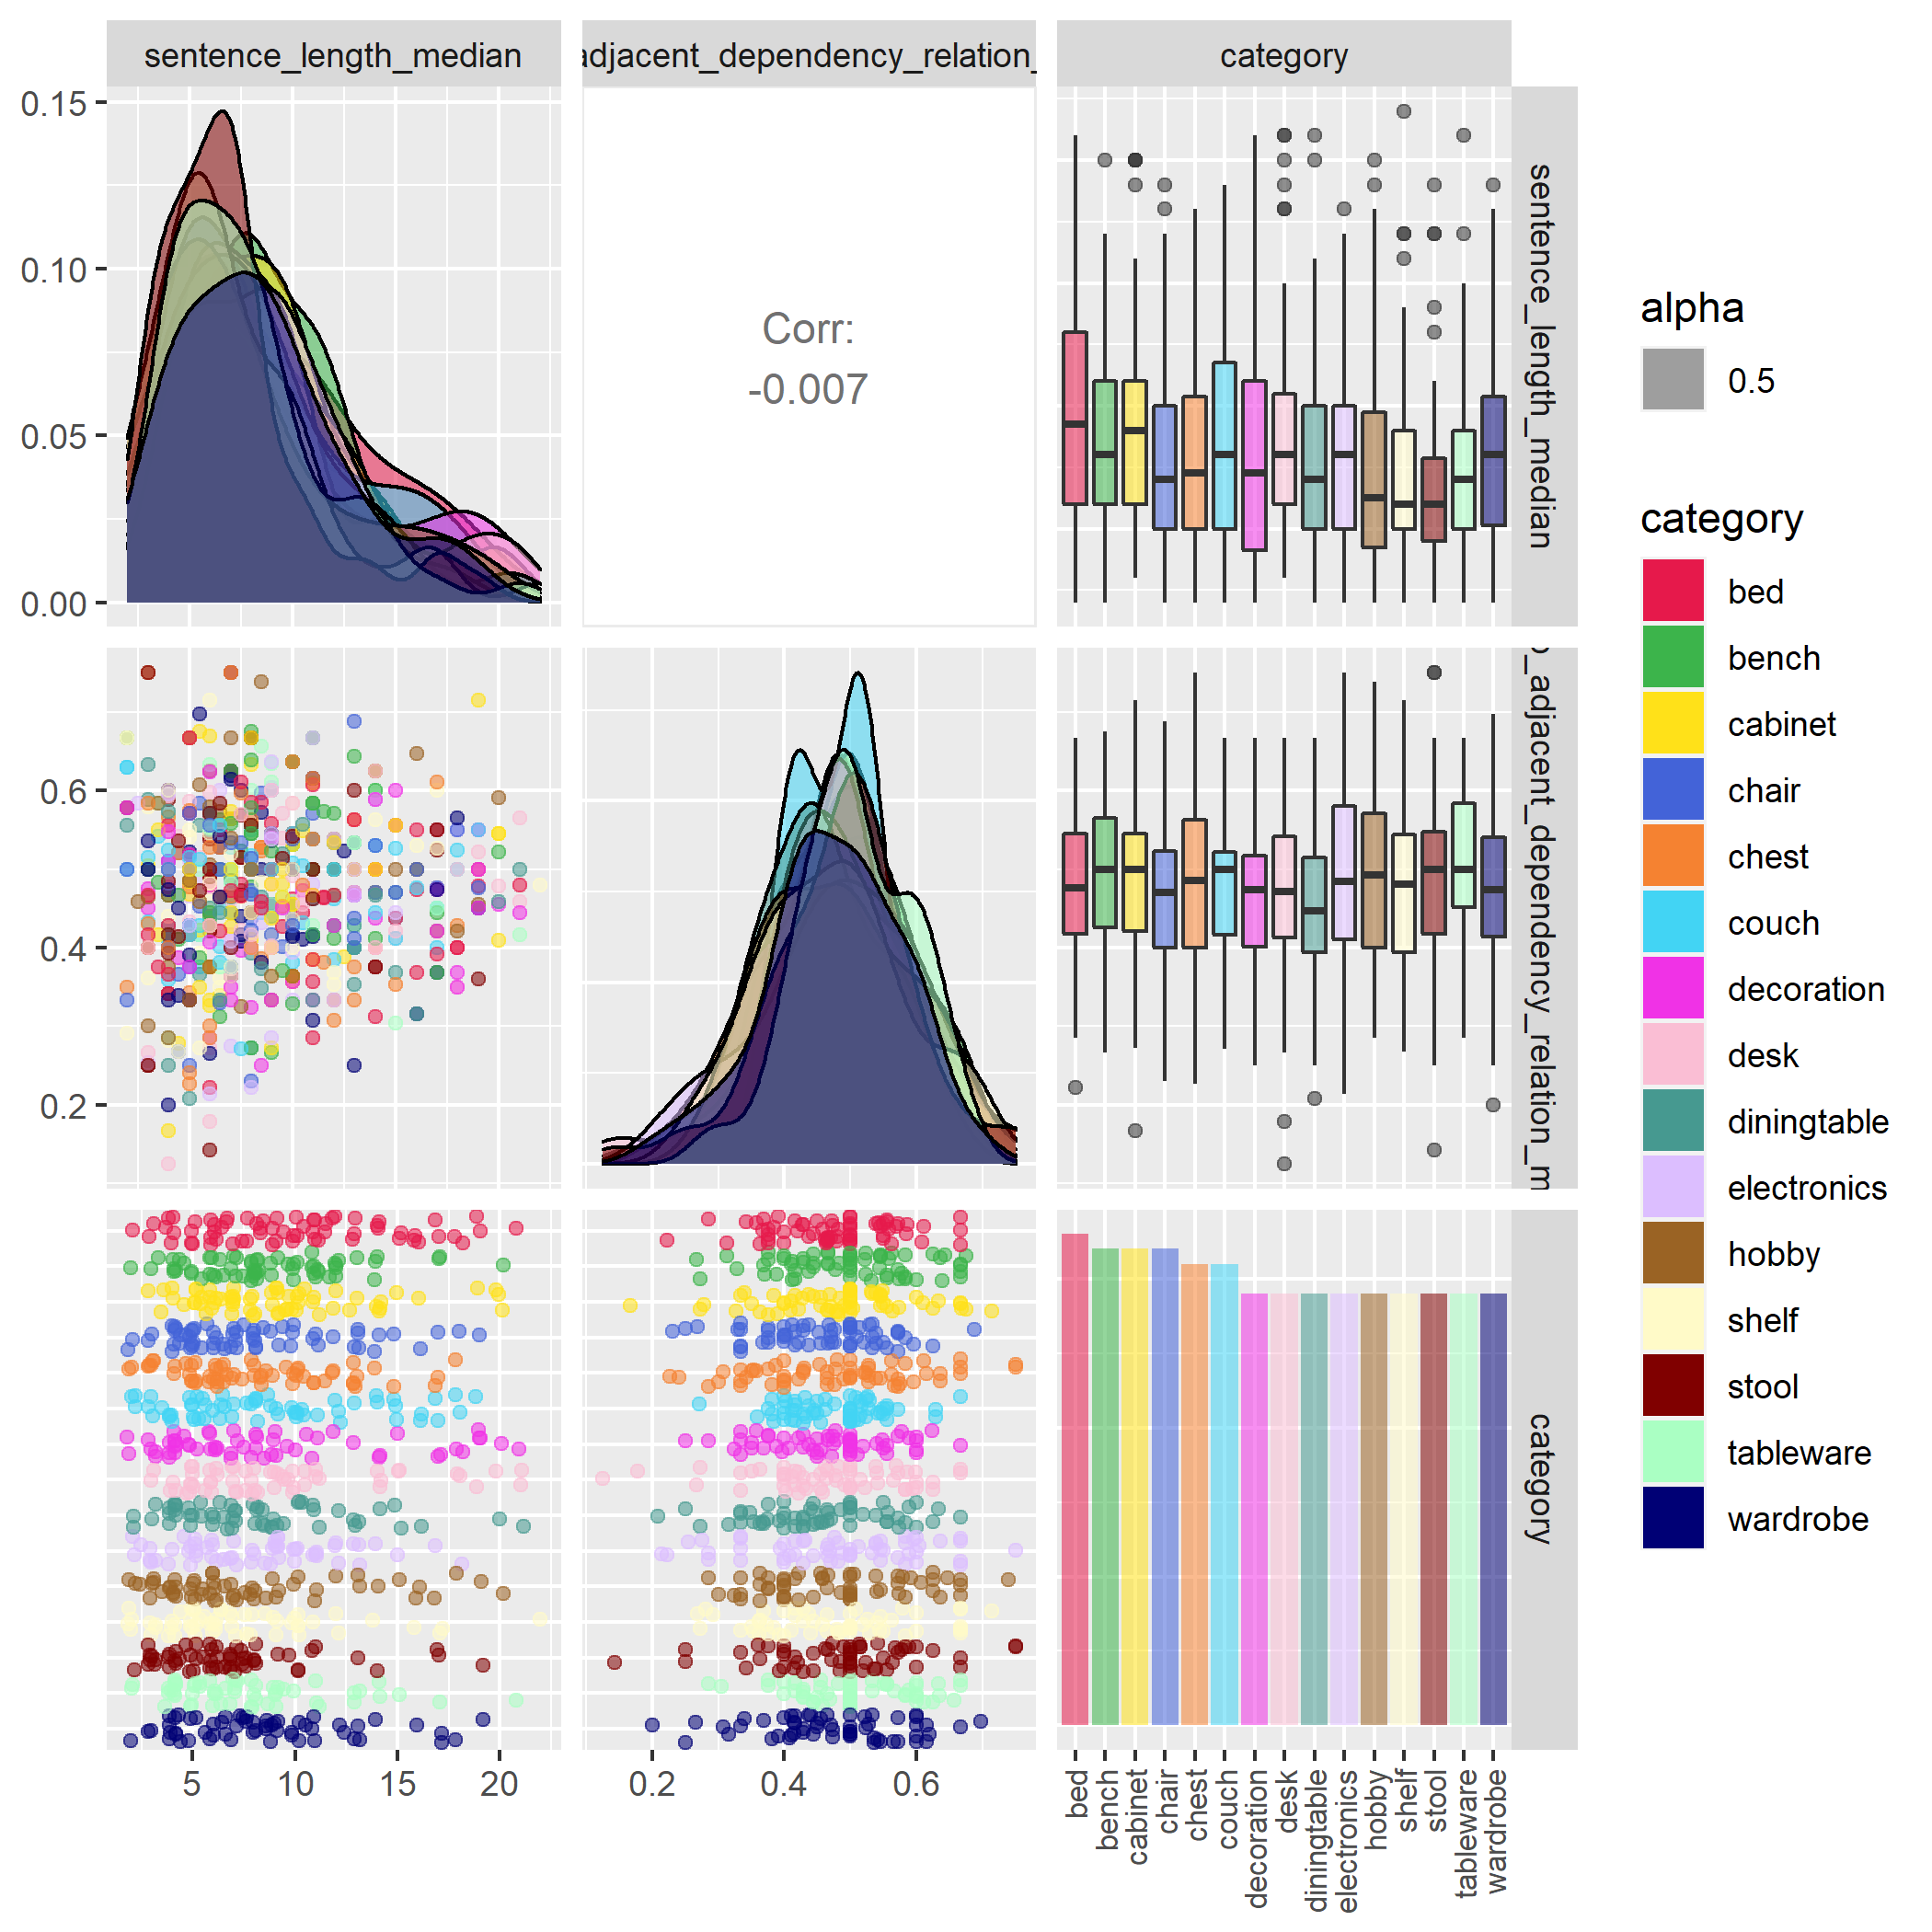 sentence_length_median
adjacent_dependency_relation_
category
0.15
0.10
0.05
0.00
Corr:
-0.007
sentence_length_median
0.6
0.4
0.2
_adjacent_dependency_relation_m
category
5
10
15
20
0.2
0.4
0.6
bed
bench
cabinet
chair
chest
couch
decoration
desk
diningtable
electronics
hobby
shelf
stool
tableware
wardrobe
alpha
0.5
category
bed
bench
cabinet
chair
chest
couch
decoration
desk
diningtable
electronics
hobby
shelf
stool
tableware
wardrobe